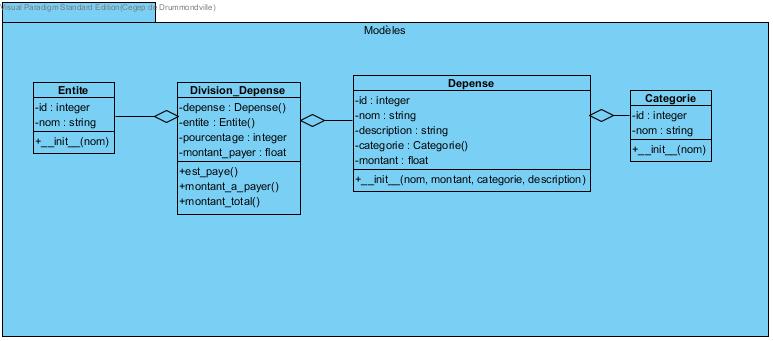 Visual Paradigm Standard Edition(Cegep de Drummondville)
Modèles
Entite
-id : integer
-nom : string
+__init__(nom)
Division_Depense
-depense : Depense()
-entite : Entite()
-pourcentage : integer
-montant_payer : float
+est_paye()
+montant_a_payer()
+montant_total()
Depense
-id : integer
-nom : string
-description : string
-categorie : Categorie()
-montant : float
+__init__(nom, montant, categorie, description)
Categorie
-id : integer
-nom : string
+__init__(nom)